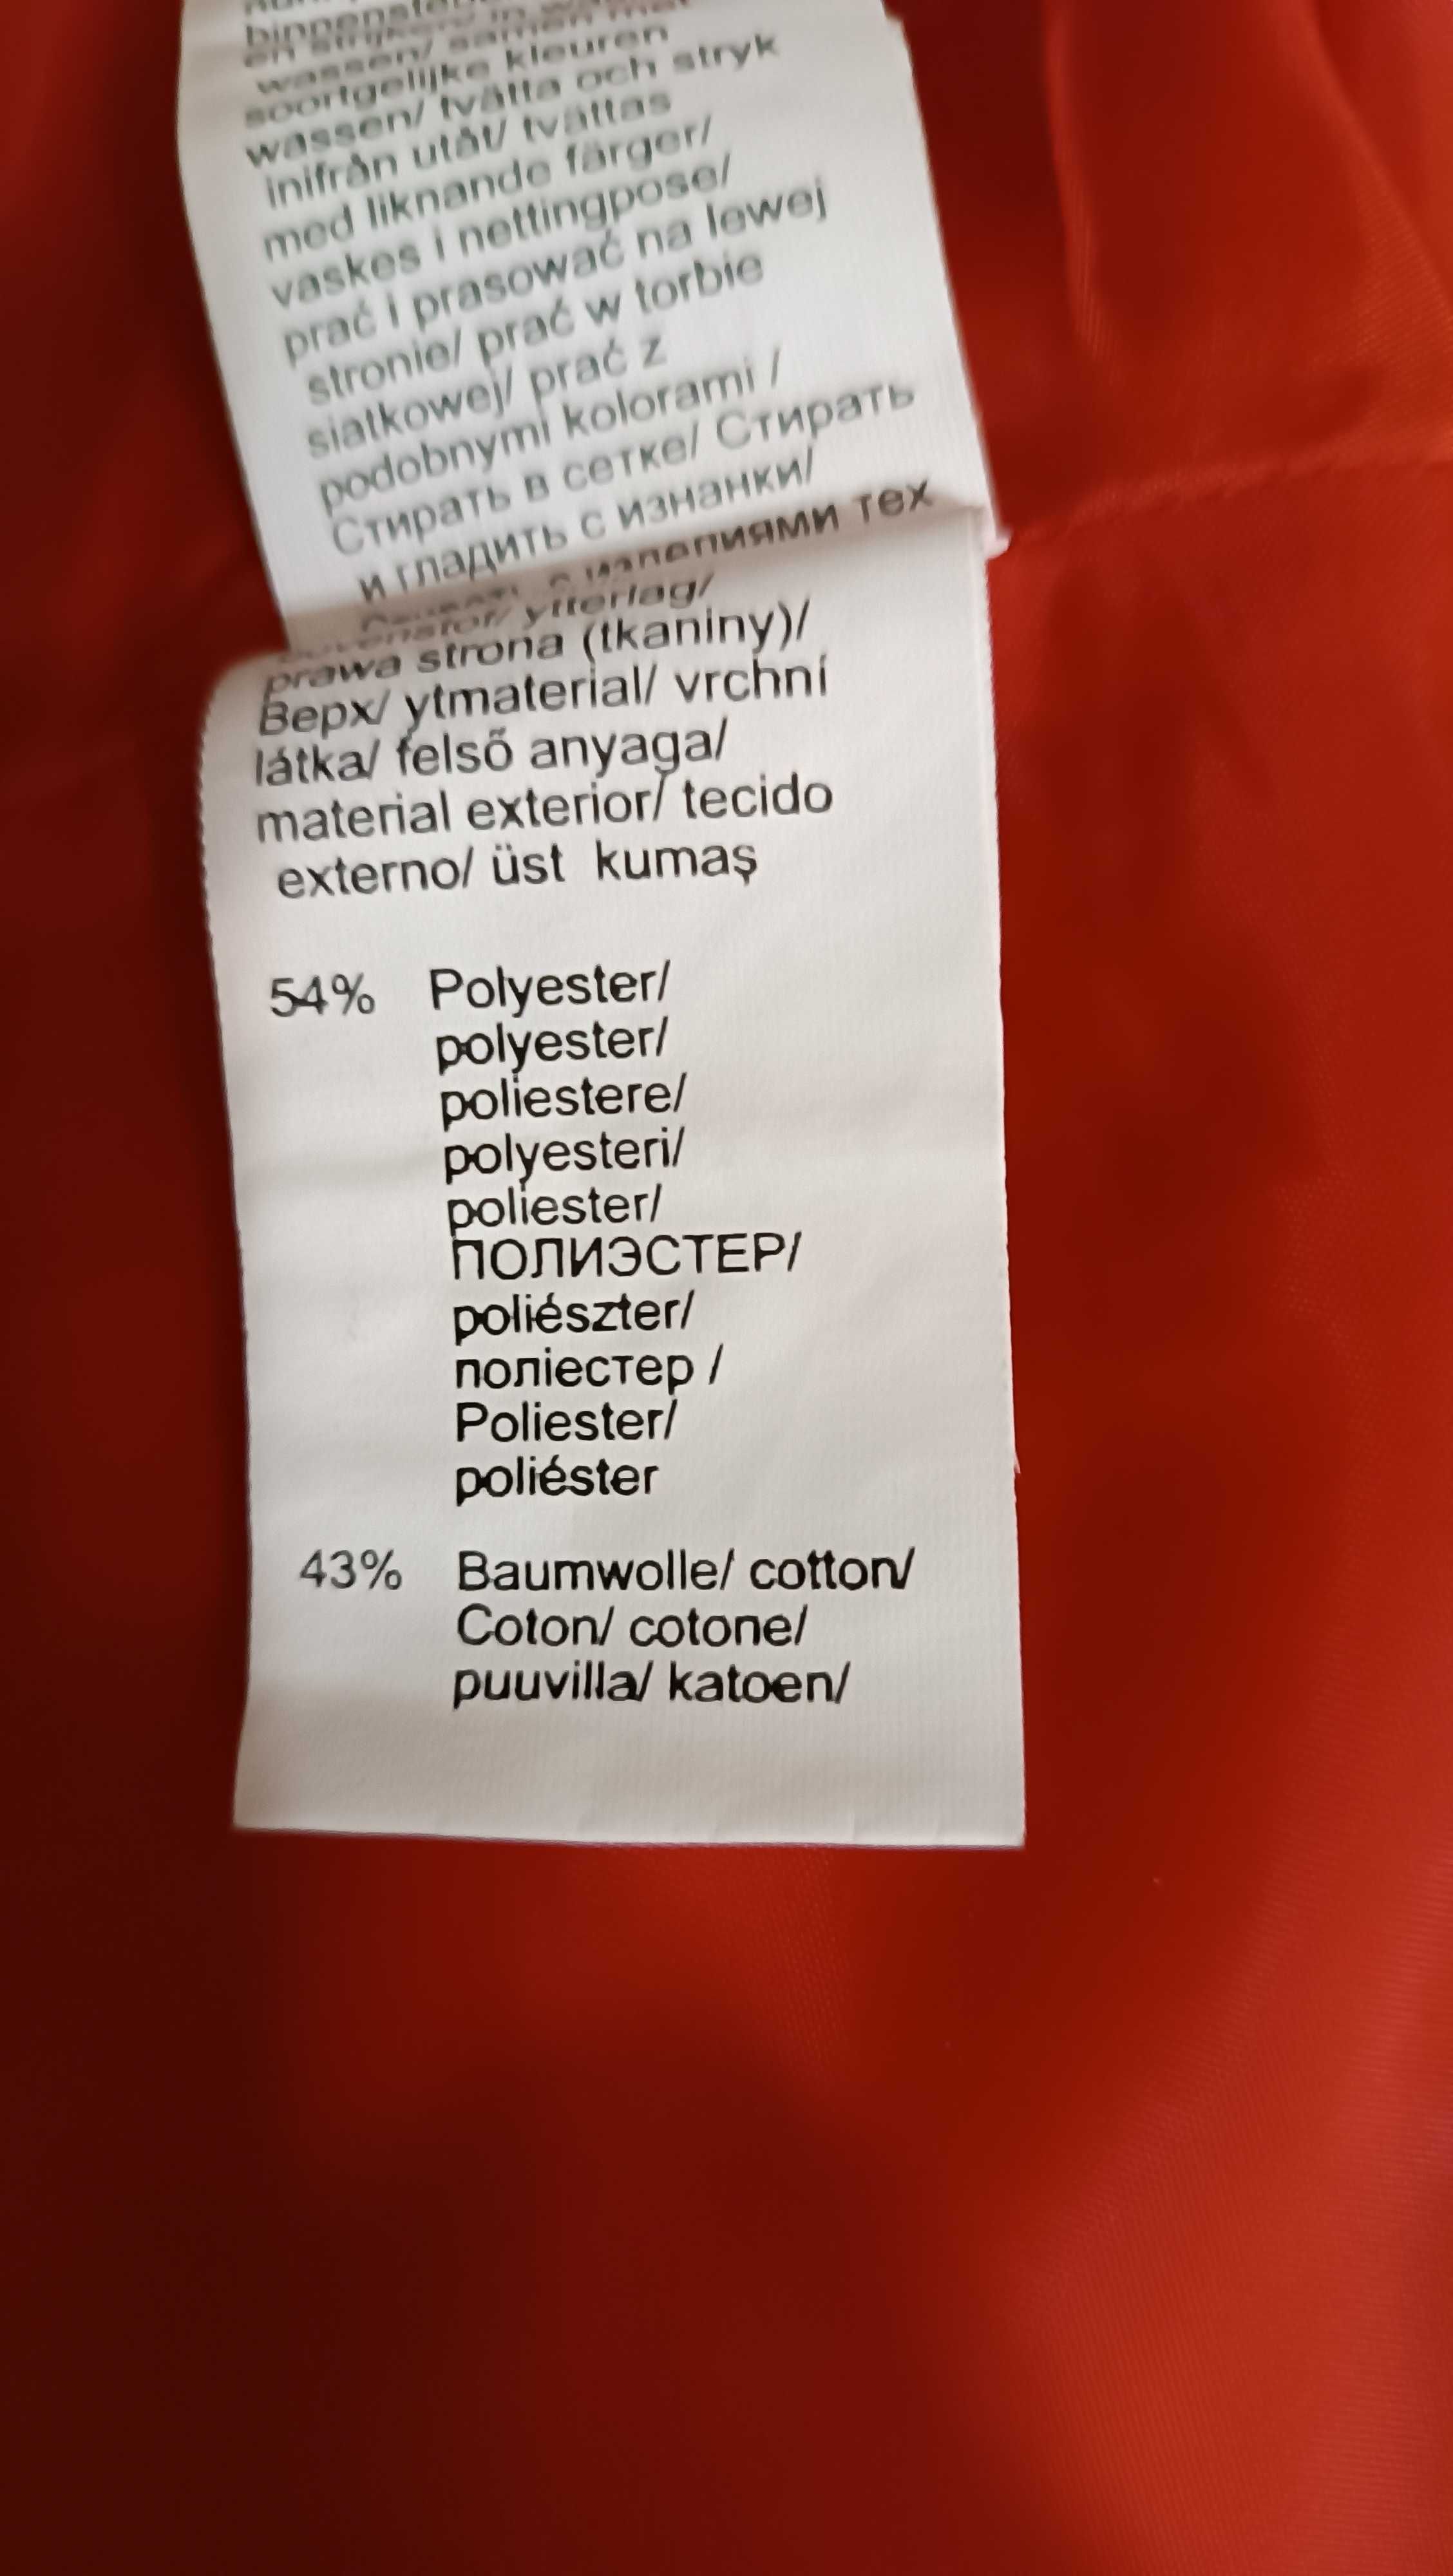 wassen/ samen met
soortgelijke kleuren
wassen/ tvätta och stryk
inifrån utåt/ tvättas
med liknande färger/
vaskes i nettingpose/
prać i prasować na lewej
stronie/ prać w torbie
siatkowej/ prać z
podobnymi kolorami /
Стирать в сетке/ Стирать
и гладить с изнанки/
с изделиями тех
ytterlag/
prawa strona (tkaniny)/
Верх/ ytmaterial/ vrchní
látka/ felső anyaga/
material exterior/ tecido
externo/ üst kumaş
54% Polyester/
polyester/
poliestere/
polyesteri/
poliester/
ПОЛИЭСТЕР/
poliészter/
поліестер /
Poliester/
poliéster
43% Baumwolle/ cotton/
Coton/ cotone/
puuvilla/ katoen/